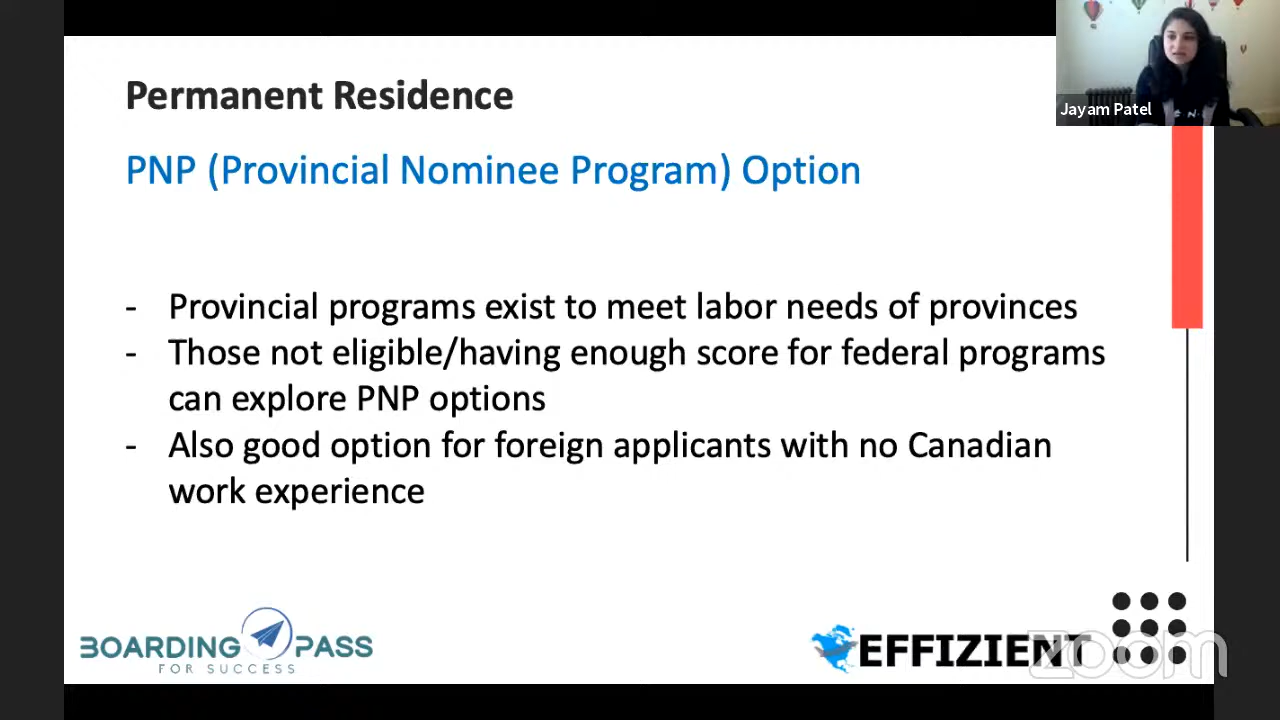 Permanent Residence
PNP (Provincial Nominee Program) Option
Jayam Patel
- Provincial programs exist to meet labor needs of provinces
- Those not eligible/having enough score for federal programs
can explore PNP options
- Also good option for foreign applicants with no Canadian
work experience
BOARDING PASS
FOR SUCCESS
EFFIZIENT
zoom